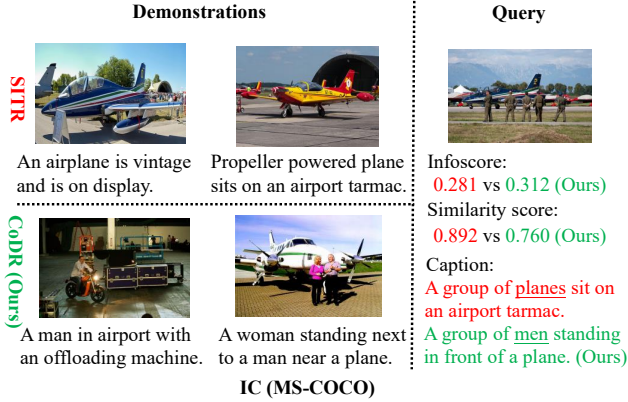 Demonstrations
Query
SITR
An airplane is vintage
and is on display.
Propeller powered plane
sits on an airport tarmac.
CaDR (Ours)
A man in airport with
an offloading machine.
A woman standing next
to a man near a plane.
Infoscore:
0.281 vs 0.312 (Ours)
Similarity score:
0.892 vs 0.760 (Ours)
Caption:
A group of planes sit on
an airport tarmac.
A group of men standing
in front of a plane. (Ours)
IC (MS-COCO)